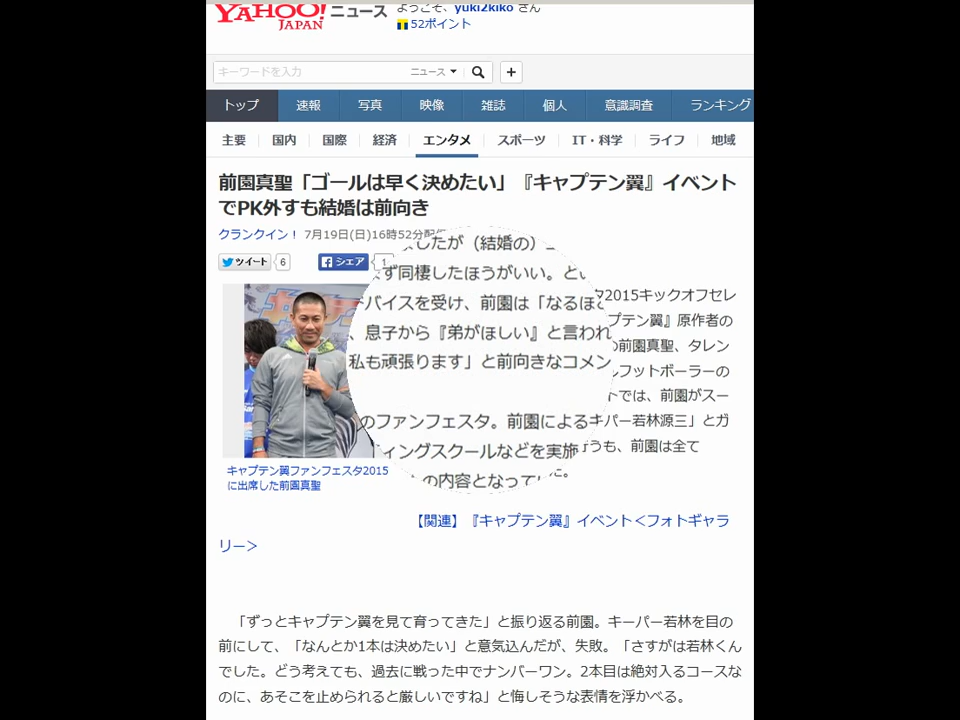 YAHOO! ニュース
JAPAN
ようこそ、yuki2kiko さん
52ポイント
キーワードを入力
ニュース
トップ 速報 写真 映像 雑誌 個人 意識調査 ランキング
主要 国内 国際 経済 エンタメ スポーツ IT・科学 ライフ 地域
前園真聖「ゴールは早く決めたい」『キャプテン翼』イベント
でPK外すも結婚は前向き
クランクイン！ 7月19日(日)16時52分配信
ツイート 6 シェア 1
ましたが（結婚の）
まず同棲したほうがいい。とい
バイスを受け、前園は「なるほ
、息子から『弟がほしい』と言われ
私も頑張ります」と前向きなコメン
のファンフェスタ。前園による
ィングスクールなどを実施
の内容となってい
2015キックオフセレ
プテン翼』原作者の
の前園真聖、タレン
ルフットボーラーの
トでは、前園がスー
キーパー若林源三」とガ
うも、前園は全て
た。
キャプテン翼ファンフェスタ2015
に出席した前園真聖
【関連】『キャプテン翼』イベント＜フォトギャラ
リー＞
「ずっとキャプテン翼を見て育ってきた」と振り返る前園。キーパー若林を目の
前にして、「なんとか1本は決めたい」と意気込んだが、失敗。「さすがは若林くん
でした。どう考えても、過去に戦った中でナンバーワン。2本目は絶対入るコースな
のに、あそこを止められると厳しいですね」と悔しそうな表情を浮かべる。